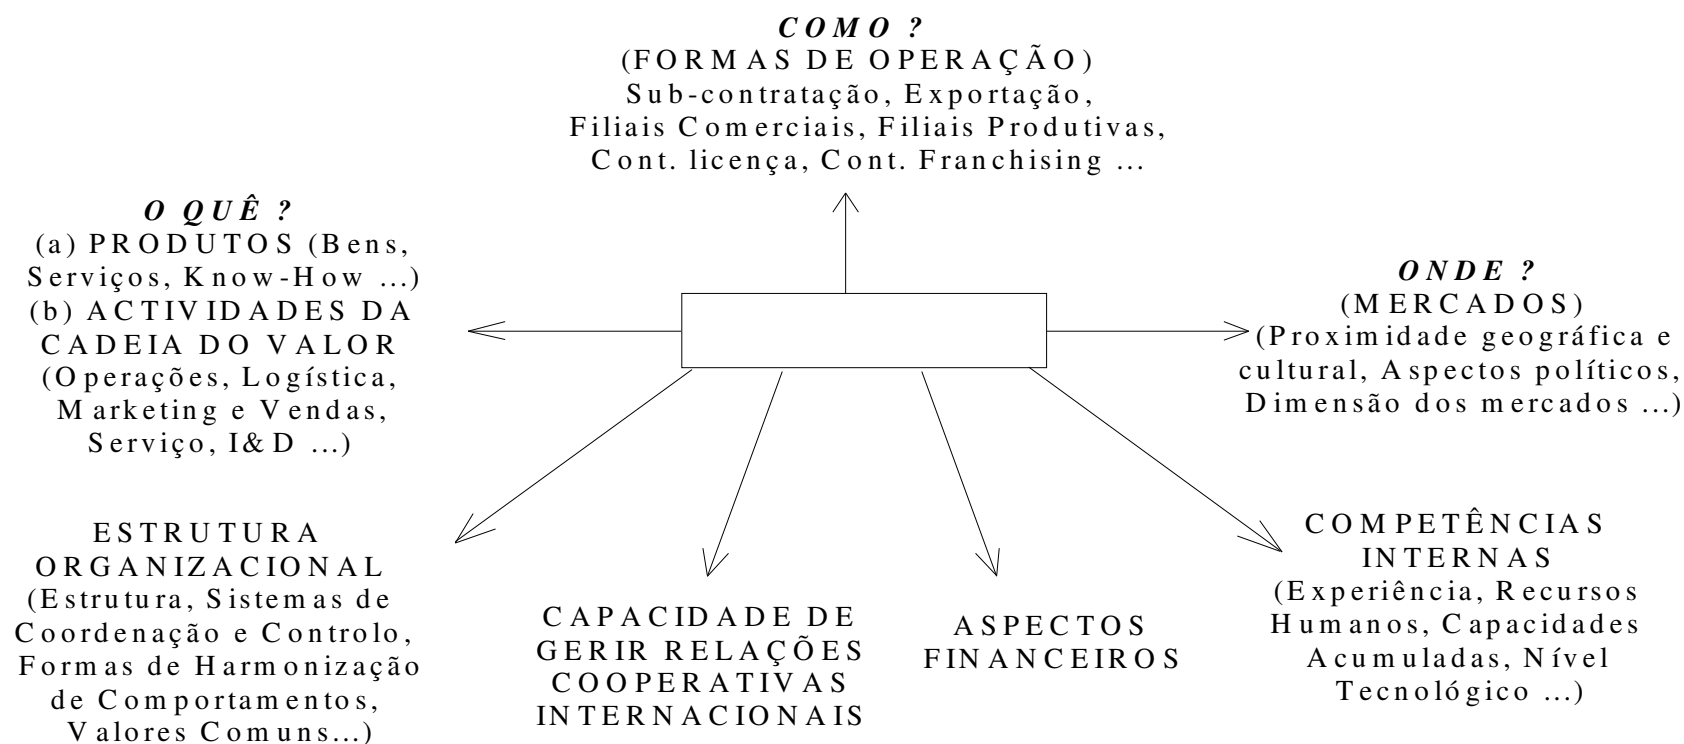 COMO ?
(FORMAS DE OPERAÇÃO)
Sub-contratação, Exportação,
Filiais Comerciais, Filiais Produtivas,
Cont. licença, Cont. Franchising ...
O QUÊ ?
(a) PRODUTOS (Bens,
Serviços, Know-How ...)
(b) ACTIVIDADES DA
CADEIA DO VALOR
(Operações, Logística,
Marketing e Vendas,
Serviço, I&D ...)
ONDE ?
(MERCADOS)
(Proximidade geográfica e
cultural, Aspectos políticos,
Dimensão dos mercados ...)
ESTRUTURA
ORGANIZACIONAL
(Estrutura, Sistemas de
Coordenação e Controlo,
Formas de Harmonização
de Comportamentos,
Valores Comuns...)
CAPACIDADE DE
GERIR RELAÇÕES
COOPERATIVAS
INTERNACIONAIS
ASPECTOS
FINANCEIROS
COMPETÊNCIAS
INTERNAS
(Experiência, Recursos
Humanos, Capacidades
Acumuladas, Nível
Tecnológico ...)